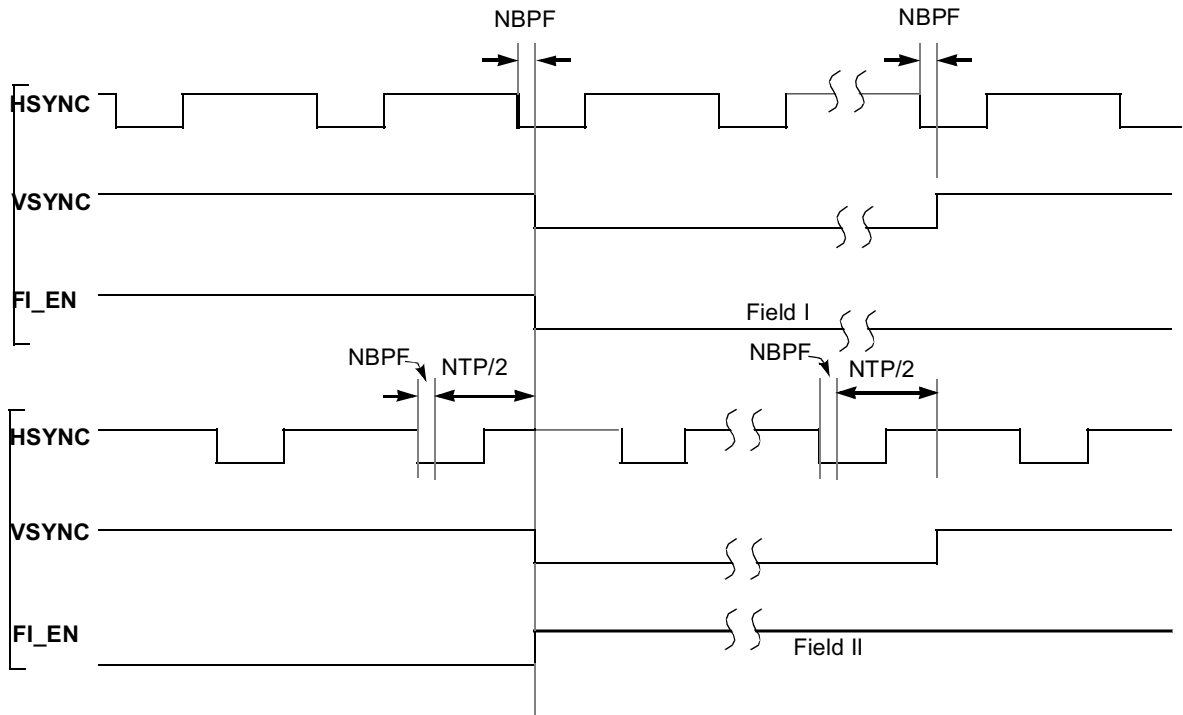 NBPF NBPF
HSYNC
VSYNC
FI_EN
Field I
NBPF NTP/2 NBPF NTP/2
HSYNC
VSYNC
FI_EN
Field II